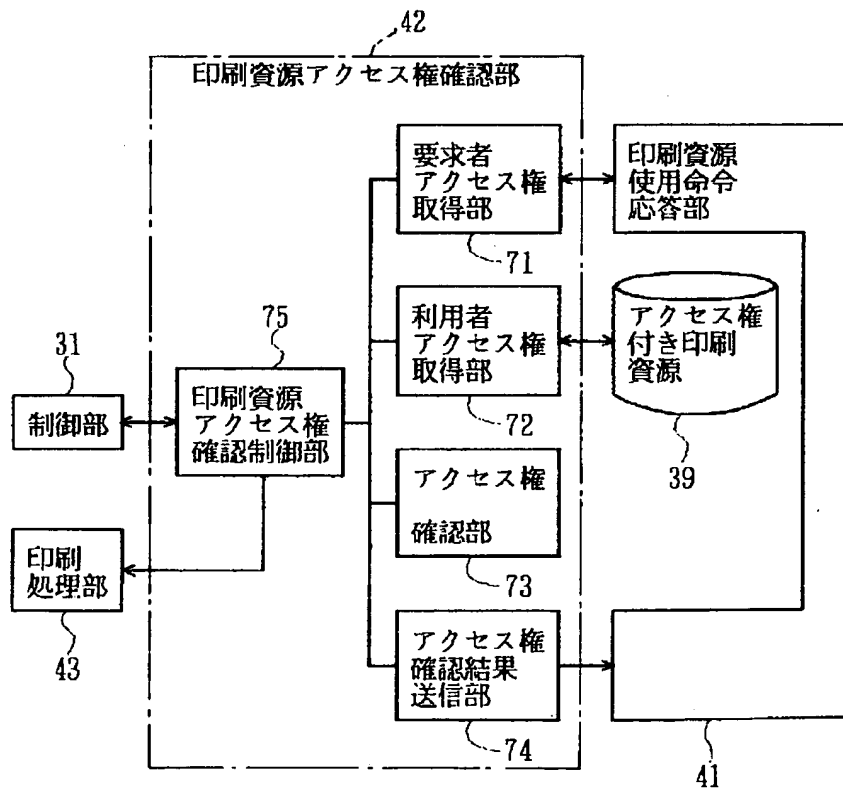 42
印刷資源アクセス権確認部
要求者
アクセス権
取得部
71
印刷資源
使用命令
応答部
75
利用者
アクセス権
取得部
72
アクセス権
付き印刷
資源
39
31
制御部
印刷資源
アクセス権
確認制御部
アクセス権
確認部
73
印刷
処理部
43
アクセス権
確認結果
送信部
74
41